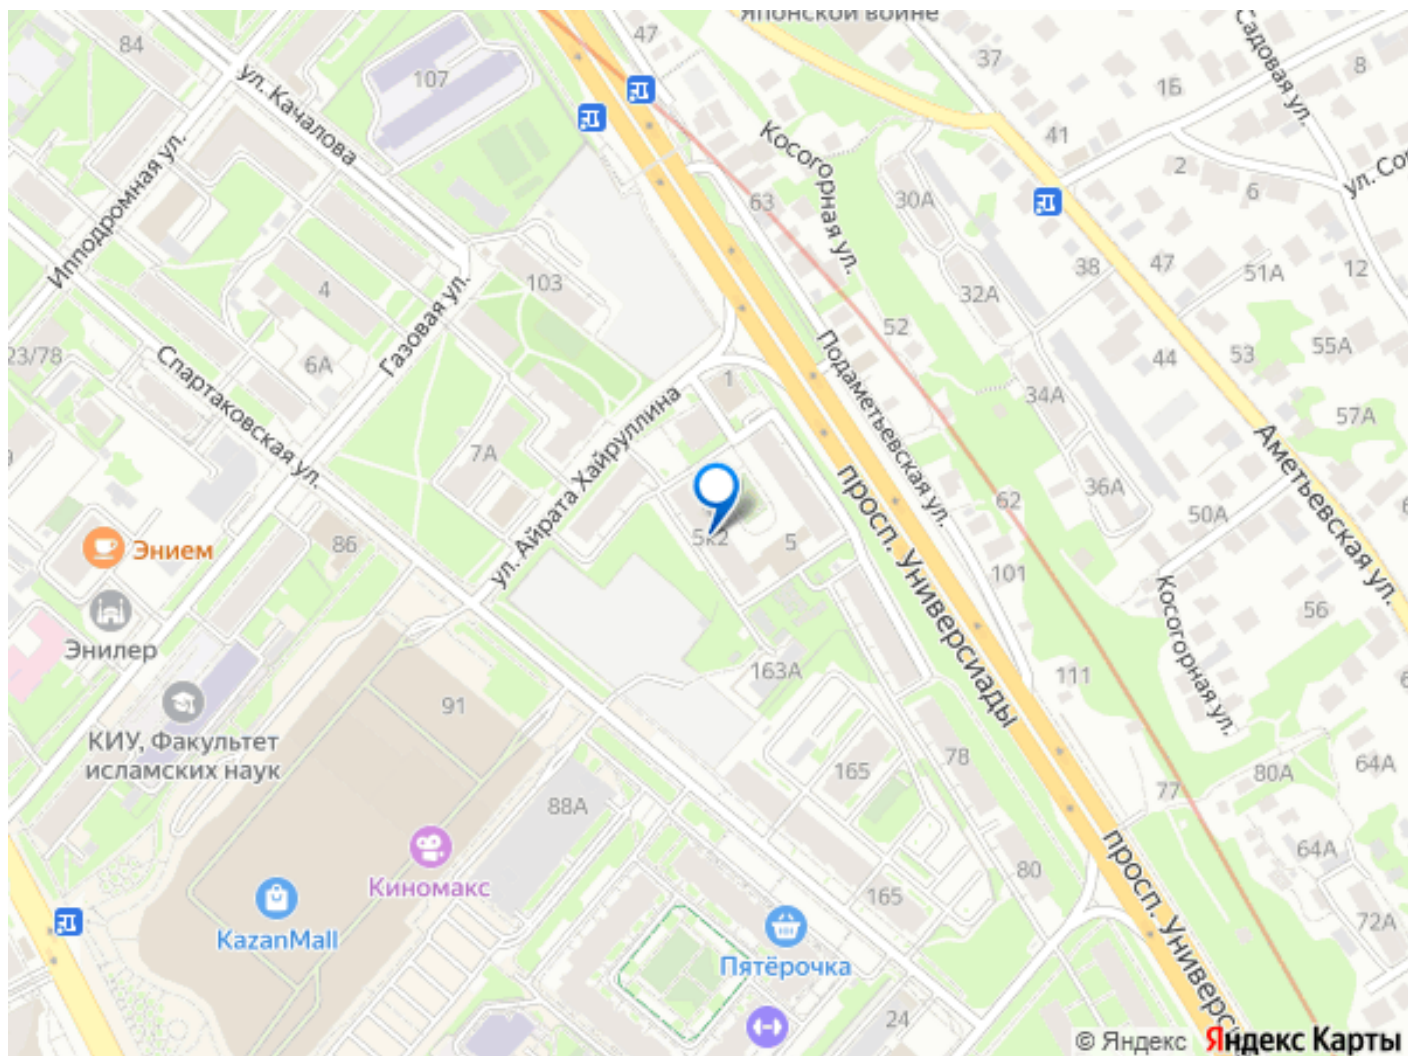 Японской войне
Садовая ул.
84
47
37
8
107
1Б
ул. Качалова
41
Косогорная ул.
2
6
ул. Со
Ипподромная ул.
63
30А
38
47
51А
12
103
32А
4
Газовая ул.
52
23/78
6А
Спартаковская ул.
1
Подаметьевская ул.
44
53
55А
34А
57А
7А
ул. Айрата Хайруллина
просп. Универсиады
36А
62
50А
Аметьевская ул.
5к2
5
86
Энием
101
Косогорная ул.
56
Энилер
163А
111
91
КИУ, Факультет
исламских наук
165
78
77
80А
64А
88А
Киномакс
80
просп. Универс
64А
165
72А
KazanMall
Пятёрочка
24
© Яндекс
Яндекс Карты